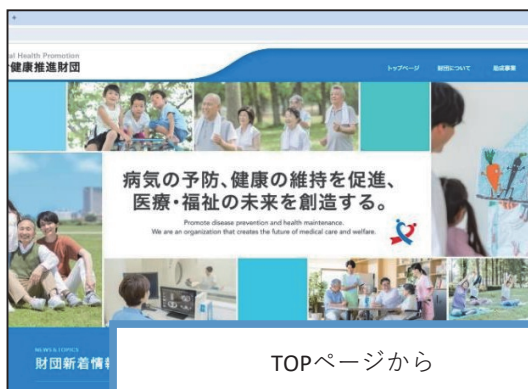 al Health Promotion
健康推進財団
トップページ 財団について 助成事業
病気の予防、健康の維持を促進、
医療・福祉の未来を創造する。
Promote disease prevention and health maintenance.
We are an organization that creates the future of medical care and welfare.
NEWS & TOPICS
財団新着情報
TOPページから